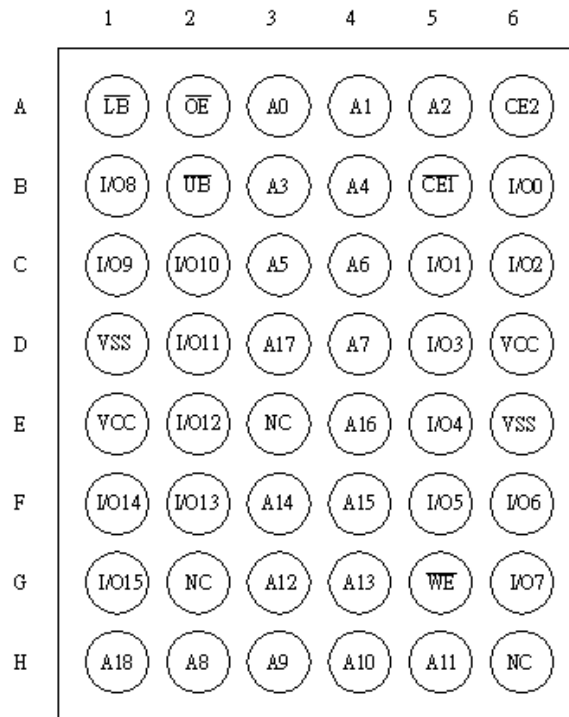 1 2 3 4 5 6
A LB OE A0 A1 A2 CE2
B I/O8 UB A3 A4 CE1 I/O0
C I/O9 I/O10 A5 A6 I/O1 I/O2
D VSS I/O11 A17 A7 I/O3 VCC
E VCC I/O12 NC A16 I/O4 VSS
F I/O14 I/O13 A14 A15 I/O5 I/O6
G I/O15 NC A12 A13 WE I/O7
H A18 A8 A9 A10 A11 NC